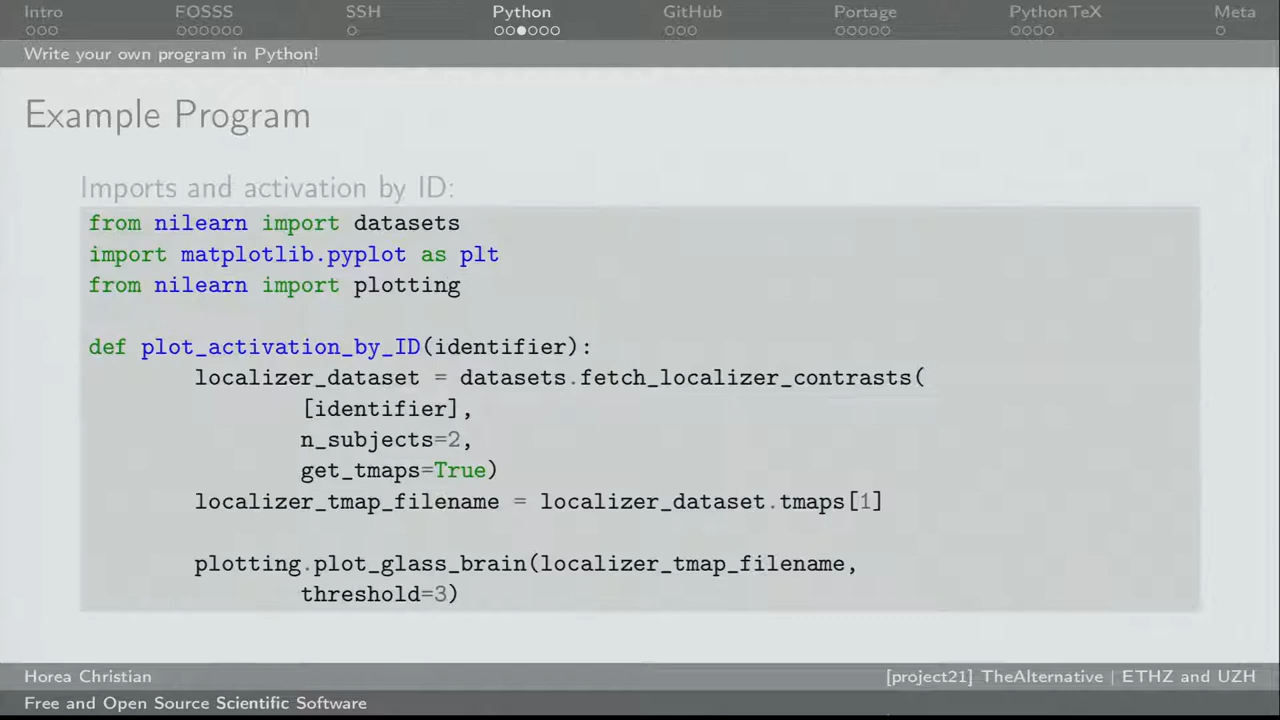 Intro FOSSS SSH Python GitHub Portage PythonTeX Meta
Write your own program in Python!
Example Program
Imports and activation by ID:
from nilearn import datasets
import matplotlib.pyplot as plt
from nilearn import plotting
def plot_activation_by_ID(identifier):
localizer_dataset = datasets.fetch_localizer_contrasts(
[identifier],
n_subjects=2,
get_tmaps=True)
localizer_tmap_filename = localizer_dataset.tmaps[1]
plotting.plot_glass_brain(localizer_tmap_filename,
threshold=3)
Horea Christian [project21] TheAlternative | ETHZ and UZH
Free and Open Source Scientific Software